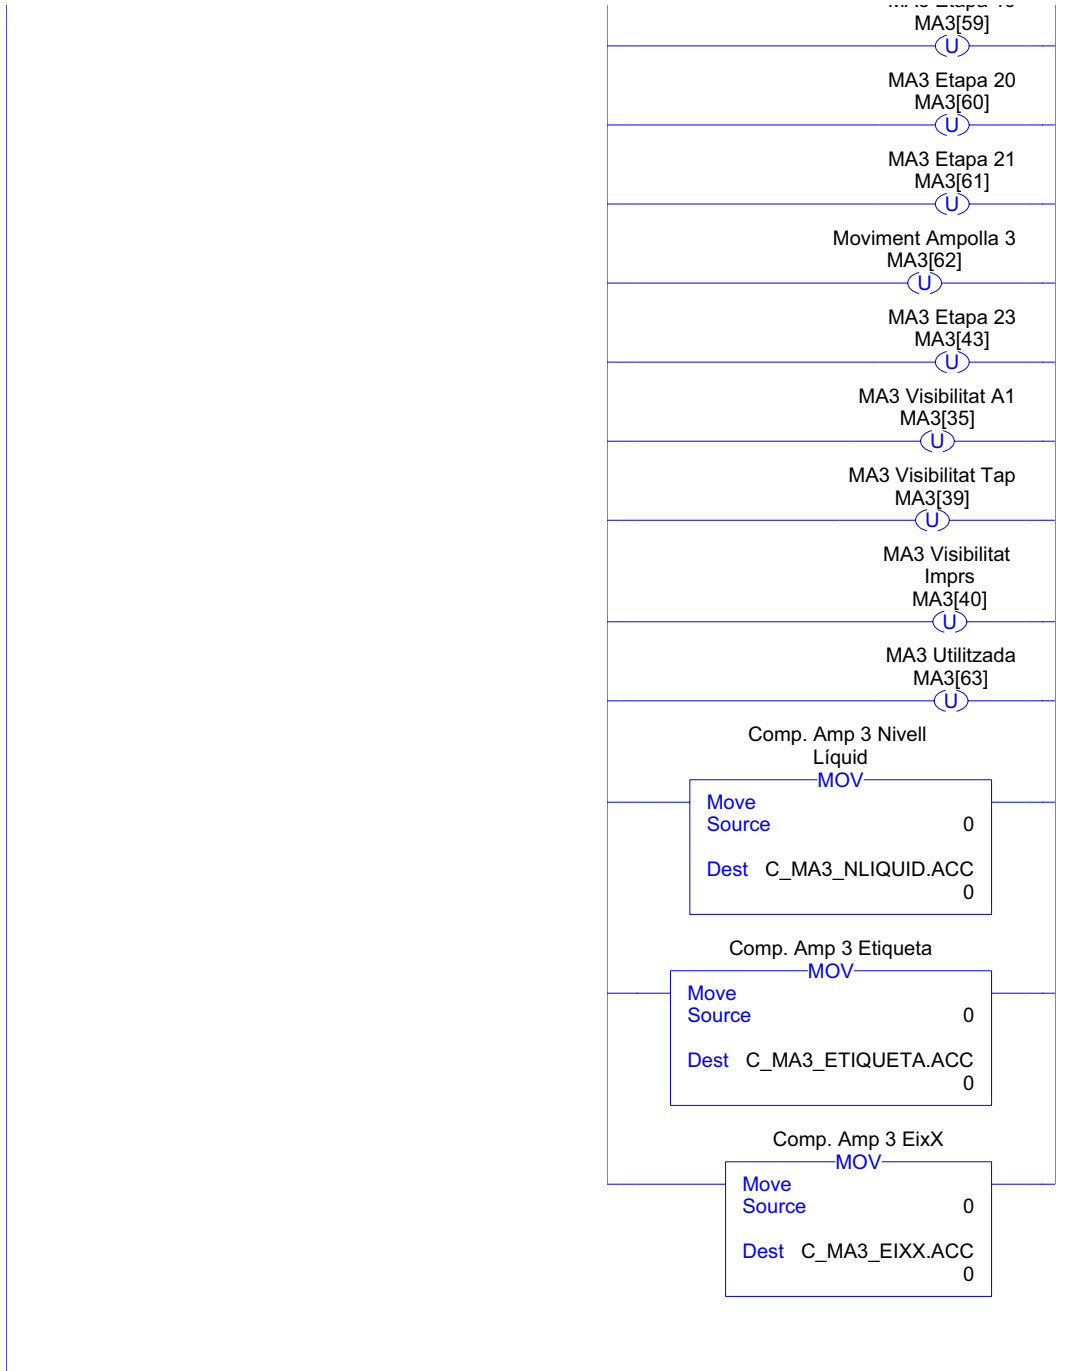 MA3[59]
U
MA3 Etapa 20
MA3[60]
U
MA3 Etapa 21
MA3[61]
U
Moviment Ampolla 3
MA3[62]
U
MA3 Etapa 23
MA3[43]
U
MA3 Visibilitat A1
MA3[35]
U
MA3 Visibilitat Tap
MA3[39]
U
MA3 Visibilitat
Imprs
MA3[40]
U
MA3 Utilitzada
MA3[63]
U
Comp. Amp 3 Nivell
Líquid
MOV
Move
Source 0
Dest C_MA3_NLIQUID.ACC
0
Comp. Amp 3 Etiqueta
MOV
Move
Source 0
Dest C_MA3_ETIQUETA.ACC
0
Comp. Amp 3 EixX
MOV
Move
Source 0
Dest C_MA3_EIXX.ACC
0